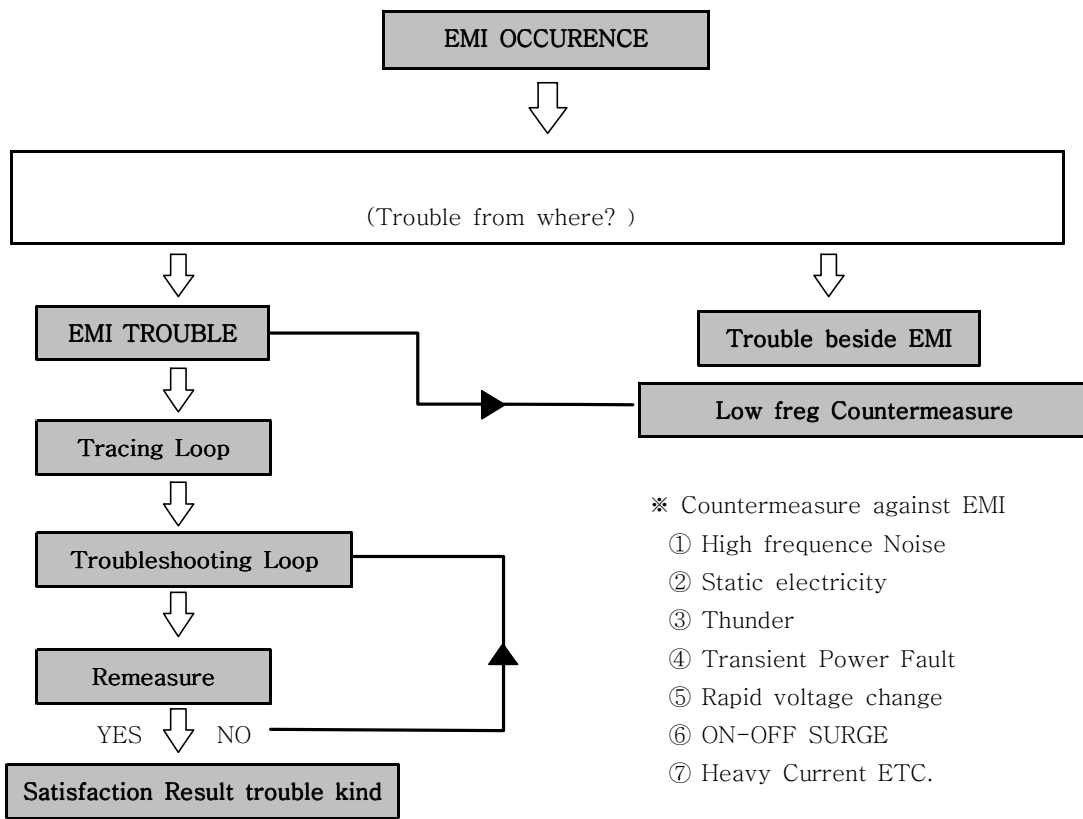 EMI OCCURENCE
(Trouble from where? )
EMI TROUBLE
Trouble beside EMI
Low freg Countermeasure
Tracing Loop
Troubleshooting Loop
Remeasure
YES NO
Satisfaction Result trouble kind
※ Countermeasure against EMI
① High frequence Noise
② Static electricity
③ Thunder
④ Transient Power Fault
⑤ Rapid voltage change
⑥ ON-OFF SURGE
⑦ Heavy Current ETC.